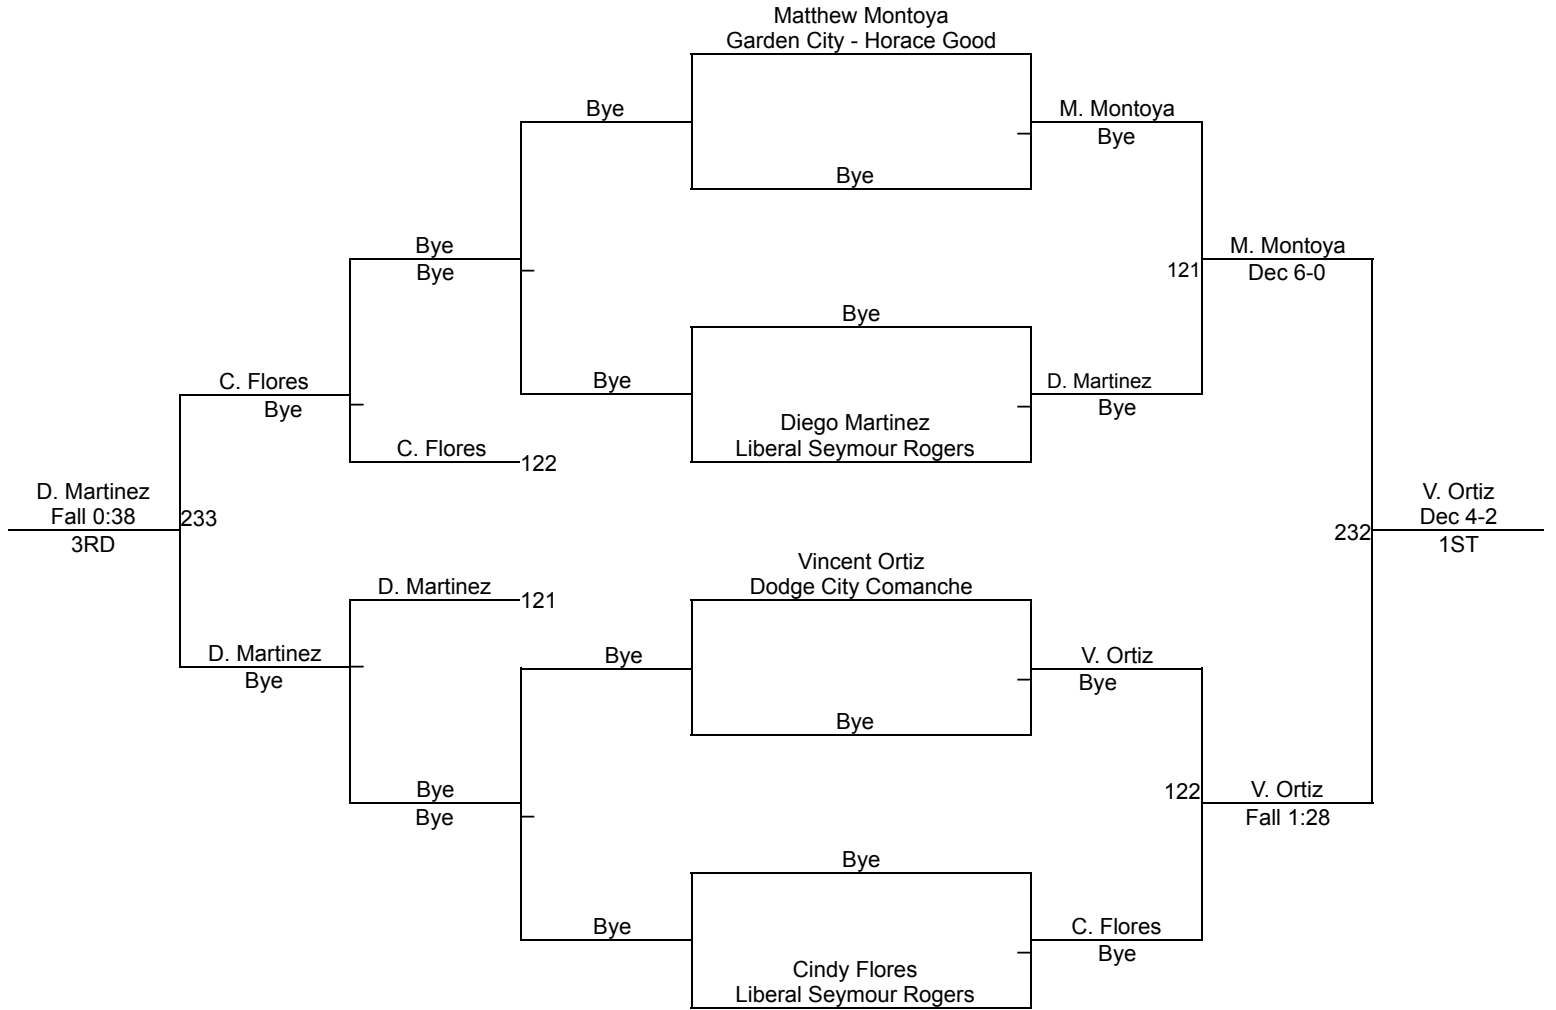 Matthew Montoya
Garden City - Horace Good
Bye
M. Montoya
Bye
Bye
Bye
Bye
M. Montoya
121
Dec 6-0
Bye
C. Flores
Bye
Bye
D. Martinez
Bye
Diego Martinez
Liberal Seymour Rogers
C. Flores
122
D. Martinez
Fall 0:38
3RD
233
V. Ortiz
Dec 4-2
1ST
232
Vincent Ortiz
Dodge City Comanche
D. Martinez
121
D. Martinez
Bye
Bye
V. Ortiz
Bye
Bye
Bye
Bye
122
V. Ortiz
Fall 1:28
Bye
Bye
C. Flores
Bye
Cindy Flores
Liberal Seymour Rogers